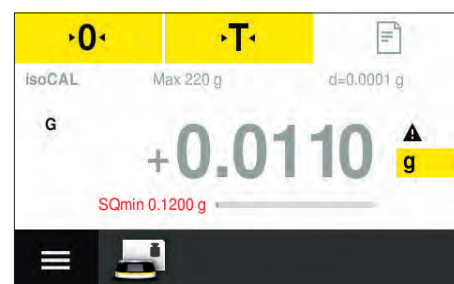 0 T
isoCAL Max 220 g d=0.0001 g
G
+0.0110 g
SQmin 0.1200 g